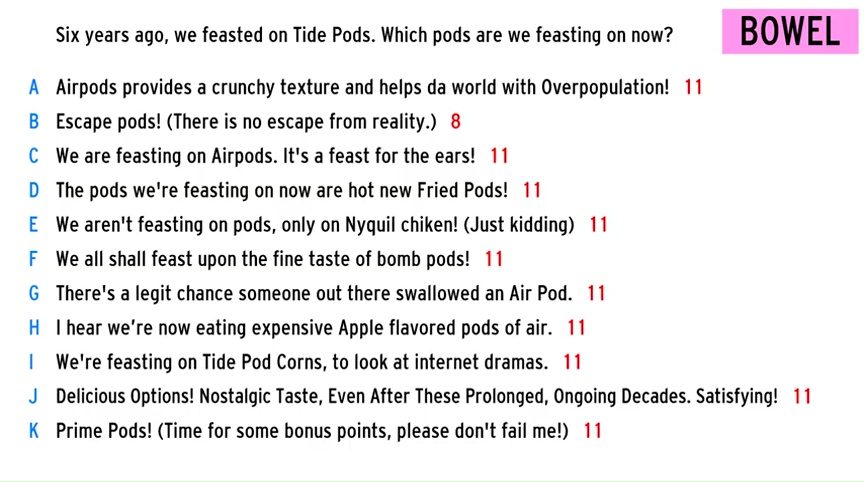 Six years ago, we feasted on Tide Pods. Which pods are we feasting on now?
BOWEL
A Airpods provides a crunchy texture and helps da world with Overpopulation! 11
B Escape pods! (There is no escape from reality.) 8
C We are feasting on Airpods. It's a feast for the ears! 11
D The pods we're feasting on now are hot new Fried Pods! 11
E We aren't feasting on pods, only on Nyquil chiken! (Just kidding) 11
F We all shall feast upon the fine taste of bomb pods! 11
G There's a legit chance someone out there swallowed an Air Pod. 11
H I hear we’re now eating expensive Apple flavored pods of air. 11
I We're feasting on Tide Pod Corns, to look at internet dramas. 11
J Delicious Options! Nostalgic Taste, Even After These Prolonged, Ongoing Decades. Satisfying! 11
K Prime Pods! (Time for some bonus points, please don't fail me!) 11